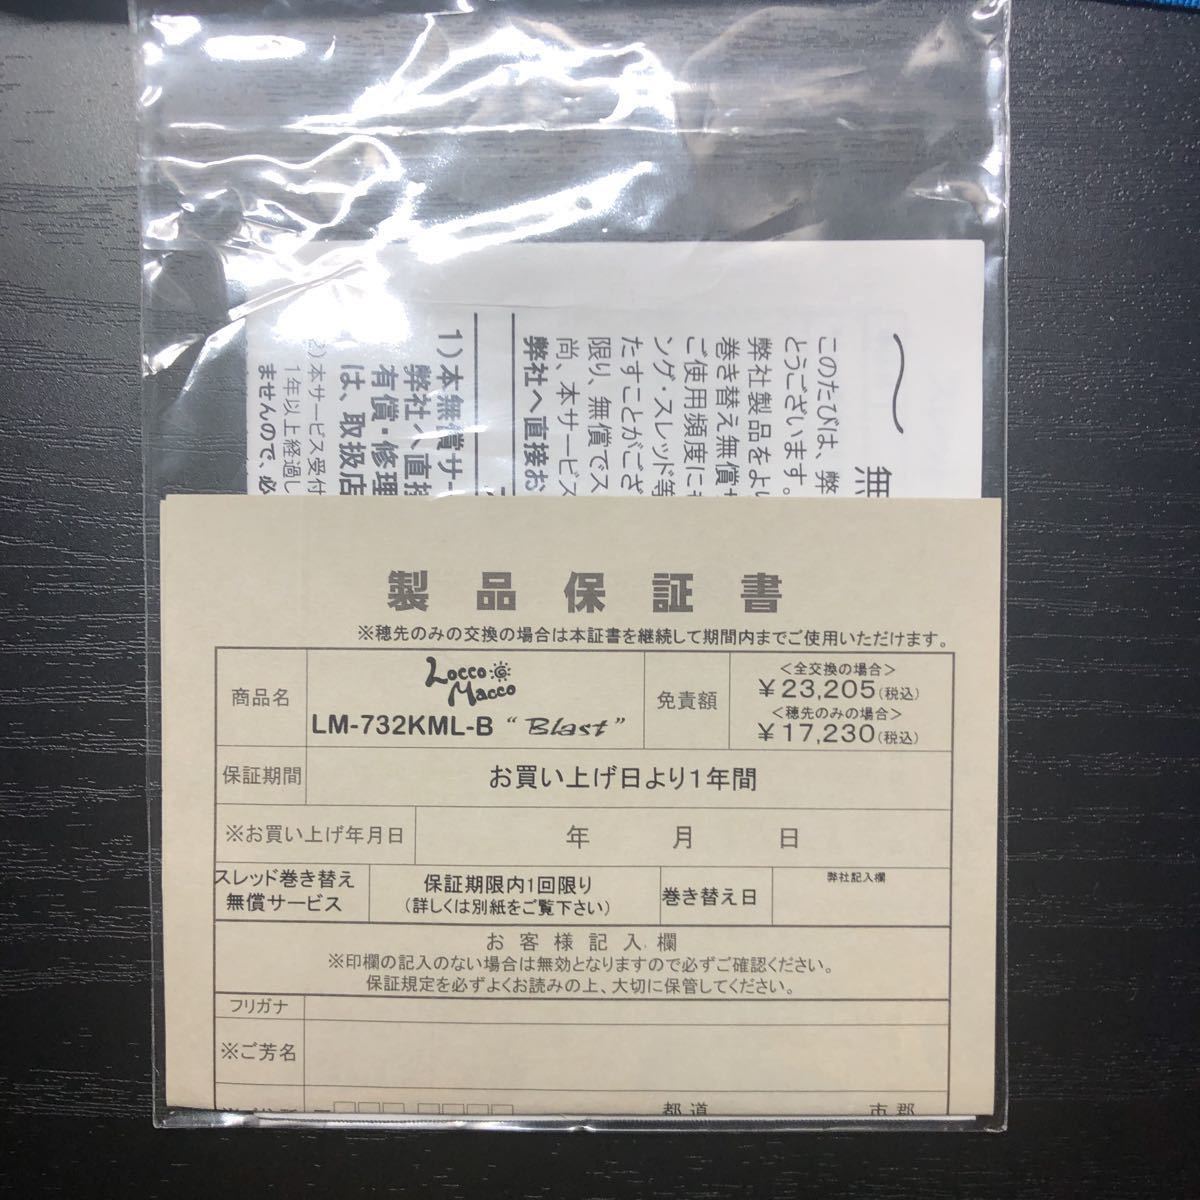 〜
無
このたびは、弊
とうございます。
弊社製品をよい
巻き替え無償サ
ご使用頻度に
ング・スレッド等
たすことがござ
限り、無償でス
尚、本サービス
弊社へ直接お
1)本無償サー
弊社へ直接
有償・修理
は、取扱店
2)本サービス受付
1年以上経過し
ませんので、必
製品保証書
※穂先のみの交換の場合は本証書を継続して期間内までご使用いただけます。
商品名
Locco Macco
LM-732KML-B “Blast”
免責額
<全交換の場合>
¥23,205(税込)
<穂先のみの場合>
¥17,230(税込)
保証期間
お買い上げ日より1年間
※お買い上げ年月日
年 月 日
スレッド巻き替え
無償サービス
保証期限内1回限り
(詳しくは別紙をご覧下さい)
巻き替え日
弊社記入欄
お客様記入欄
※印欄の記入のない場合は無効となりますので必ずご確認ください。
保証規定を必ずよくお読みの上、大切に保管してください。
フリガナ
※ご芳名
都道 市郡